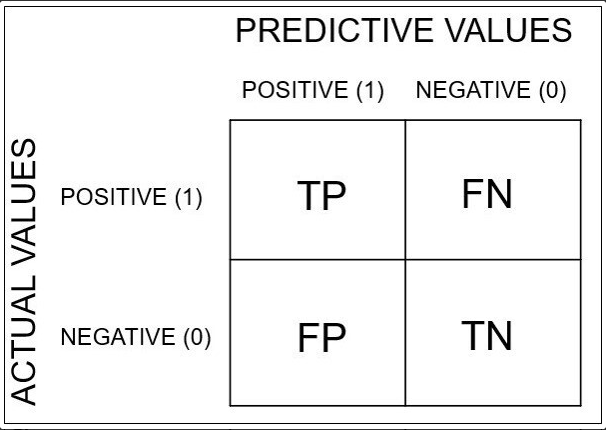 PREDICTIVE VALUES
POSITIVE (1) NEGATIVE (0)
ACTUAL VALUES
POSITIVE (1) TP FN
NEGATIVE (0) FP TN